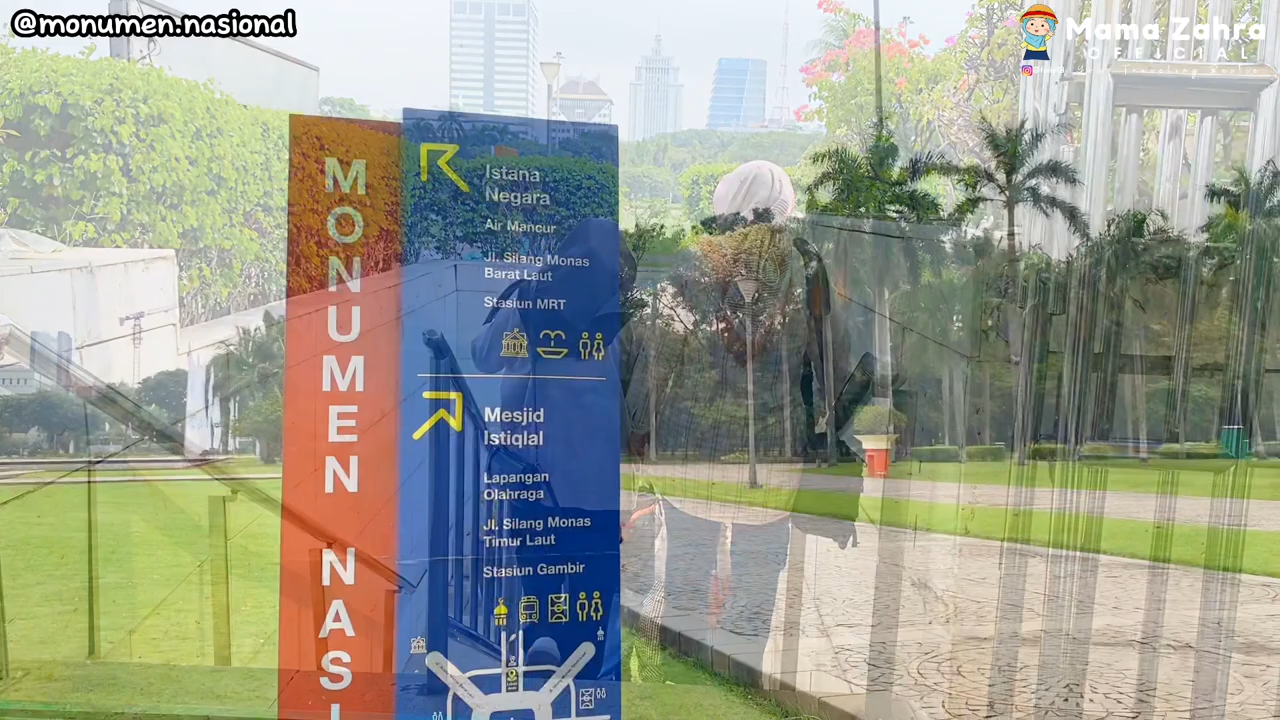 @monumen.nasional
Mama Zahra
OFFICIAL
MONUMEN NASI
Istana
Negara
Air Mancur
Jl. Silang Monas
Barat Laut
Stasiun MRT
Mesjid
Istiqlal
Lapangan
Olahraga
Jl. Silang Monas
Timur Laut
Stasiun Gambir